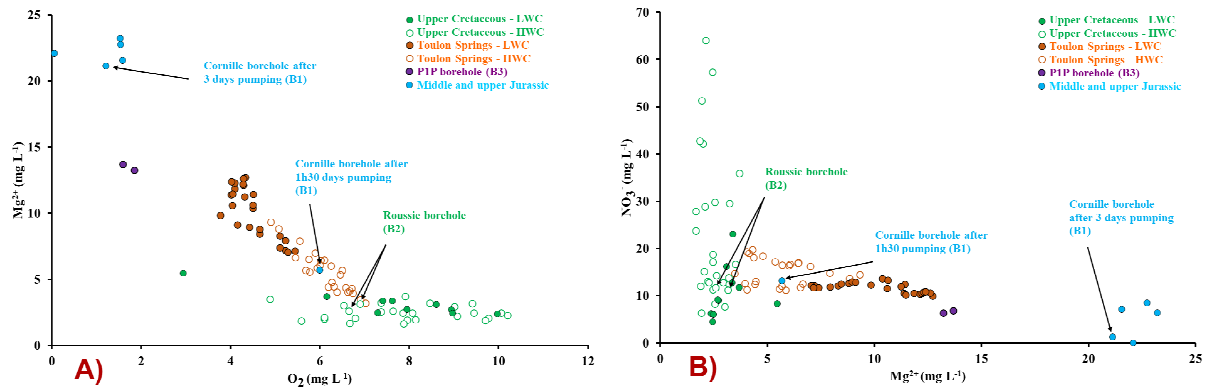 25
20
15
10
5
0
0
2
4
6
8
10
12
Mg²⁺ (mg L⁻¹)
O₂ (mg L⁻¹)
Upper Cretaceous - LWC
Upper Cretaceous - HWC
Toulon Springs - LWC
Toulon Springs - HWC
P1P borehole (B3)
Middle and upper Jurassic
Cornille borehole after
3 days pumping (B1)
Cornille borehole after
1h30 days pumping
(B1)
Roussie borehole
(B2)
A)
70
60
50
40
30
20
10
0
0
5
10
15
20
25
NO₃⁻ (mg L⁻¹)
Mg²⁺ (mg L⁻¹)
Upper Cretaceous - LWC
Upper Cretaceous - HWC
Toulon Springs - LWC
Toulon Springs - HWC
P1P borehole (B3)
Middle and upper Jurassic
Roussie borehole
(B2)
Cornille borehole after
1h30 pumping (B1)
Cornille borehole
after 3 days pumping
(B1)
B)